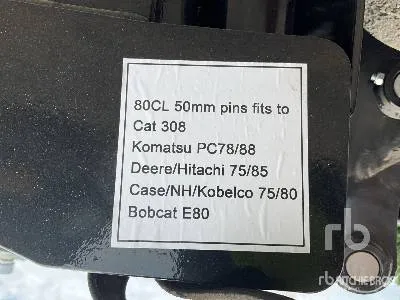 80CL 50mm pins fits to
Cat 308
Komatsu PC78/88
Deere/Hitachi 75/85
Case/NH/Kobelco 75/80
Bobcat E80
rb
RITCHIE BROS